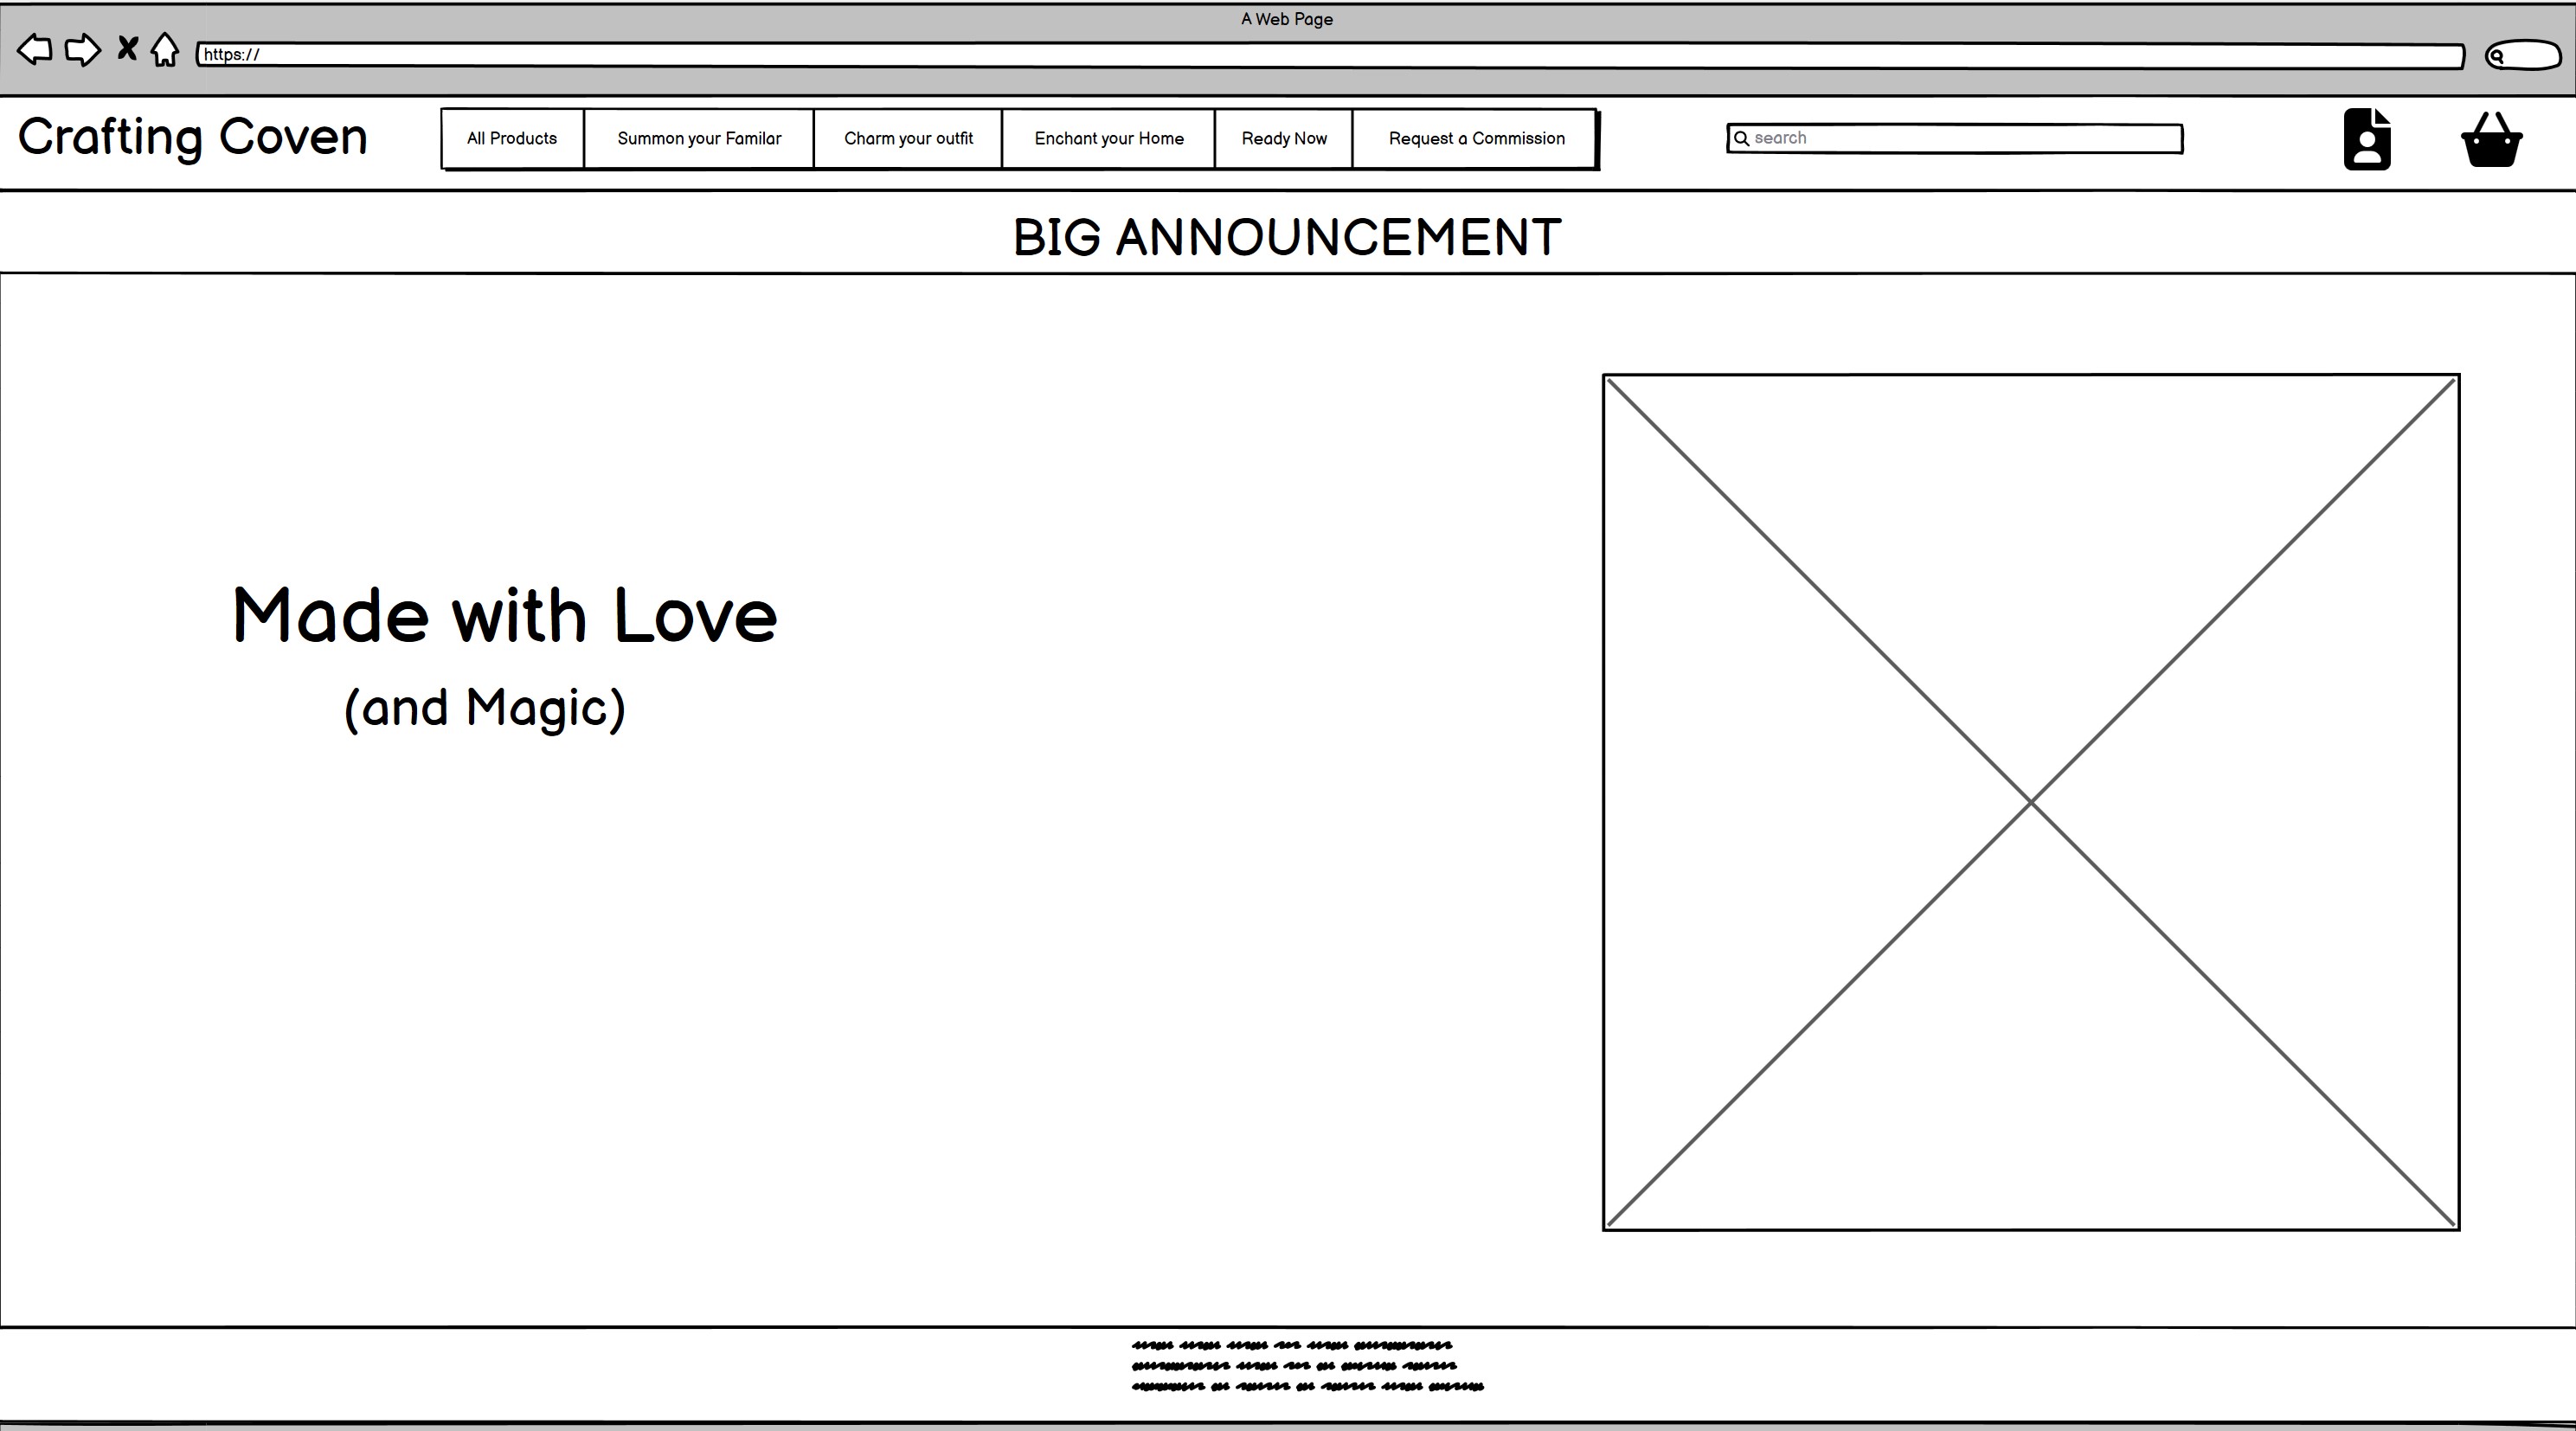 A Web Page
https://
Crafting Coven
All Products
Summon your Familar
Charm your outfit
Enchant your Home
Ready Now
Request a Commission
search
BIG ANNOUNCEMENT
Made with Love
(and Magic)